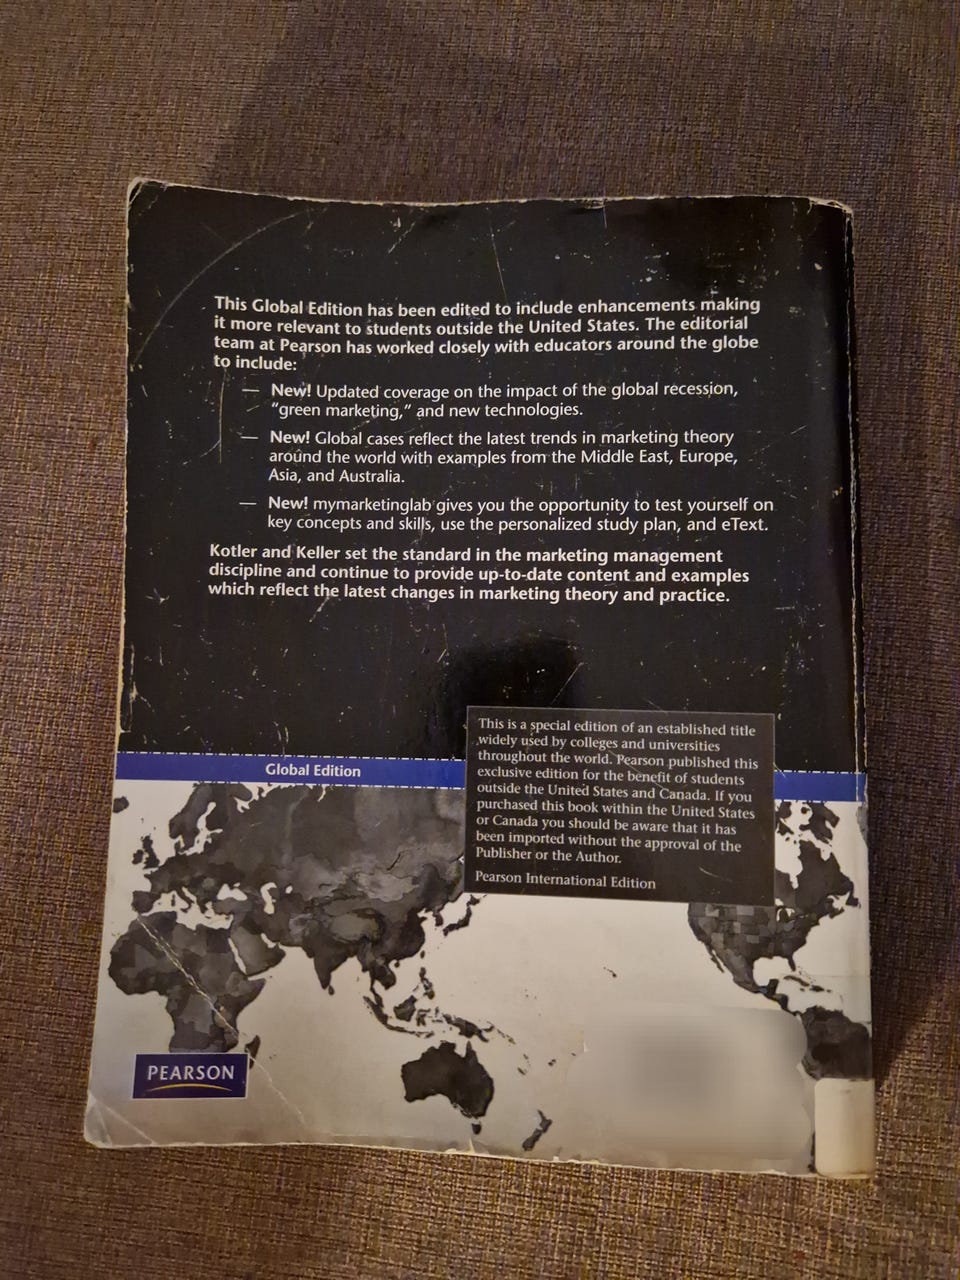 This Global Edition has been edited to include enhancements making
it more relevant to students outside the United States. The editorial
team at Pearson has worked closely with educators around the globe
to include:
— New! Updated coverage on the impact of the global recession,
“green marketing,” and new technologies.
— New! Global cases reflect the latest trends in marketing theory
around the world with examples from the Middle East, Europe,
Asia, and Australia.
— New! mymarketinglab gives you the opportunity to test yourself on
key concepts and skills, use the personalized study plan, and eText.
Kotler and Keller set the standard in the marketing management
discipline and continue to provide up-to-date content and examples
which reflect the latest changes in marketing theory and practice.
Global Edition
This is a special edition of an established title
widely used by colleges and universities
throughout the world. Pearson published this
exclusive edition for the benefit of students
outside the United States and Canada. If you
purchased this book within the United States
or Canada you should be aware that it has
been imported without the approval of the
Publisher or the Author.
Pearson International Edition
PEARSON